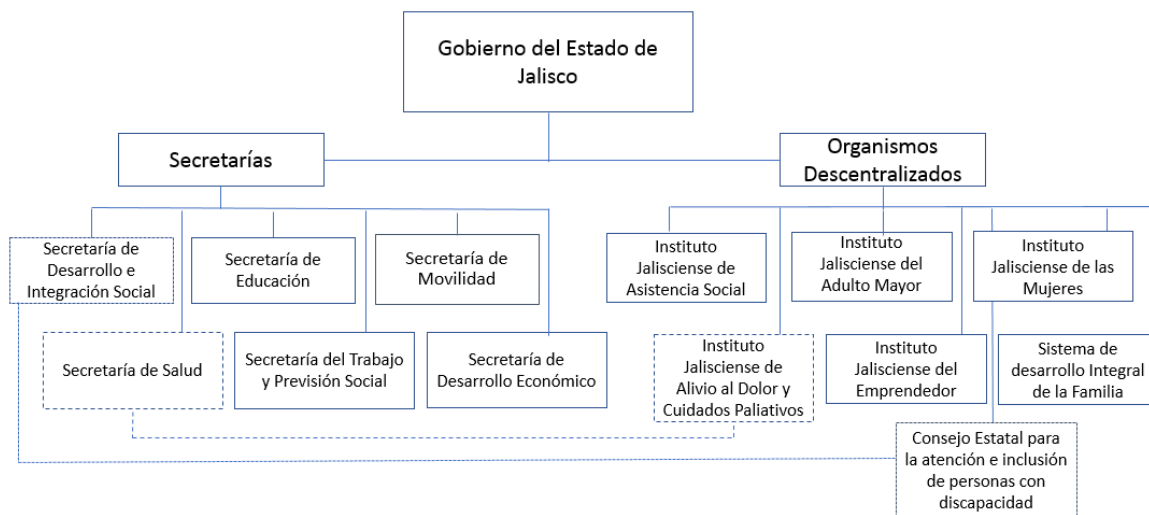 Gobierno del Estado de
Jalisco
Secretarías
Organismos
Descentralizados
Secretaría de
Desarrollo e
Integración Social
Secretaría de
Educación
Secretaría de
Movilidad
Instituto
Jalisciense de
Asistencia Social
Instituto
Jalisciense del
Adulto Mayor
Instituto
Jalisciense de las
Mujeres
Secretaría de Salud
Secretaría del Trabajo
y Previsión Social
Secretaría de
Desarrollo Económico
Instituto
Jalisciense de
Alivio al Dolor y
Cuidados Paliativos
Instituto
Jalisciense del
Emprendedor
Sistema de
desarrollo Integral
de la Familia
Consejo Estatal para
la atención e inclusión
de personas con
discapacidad